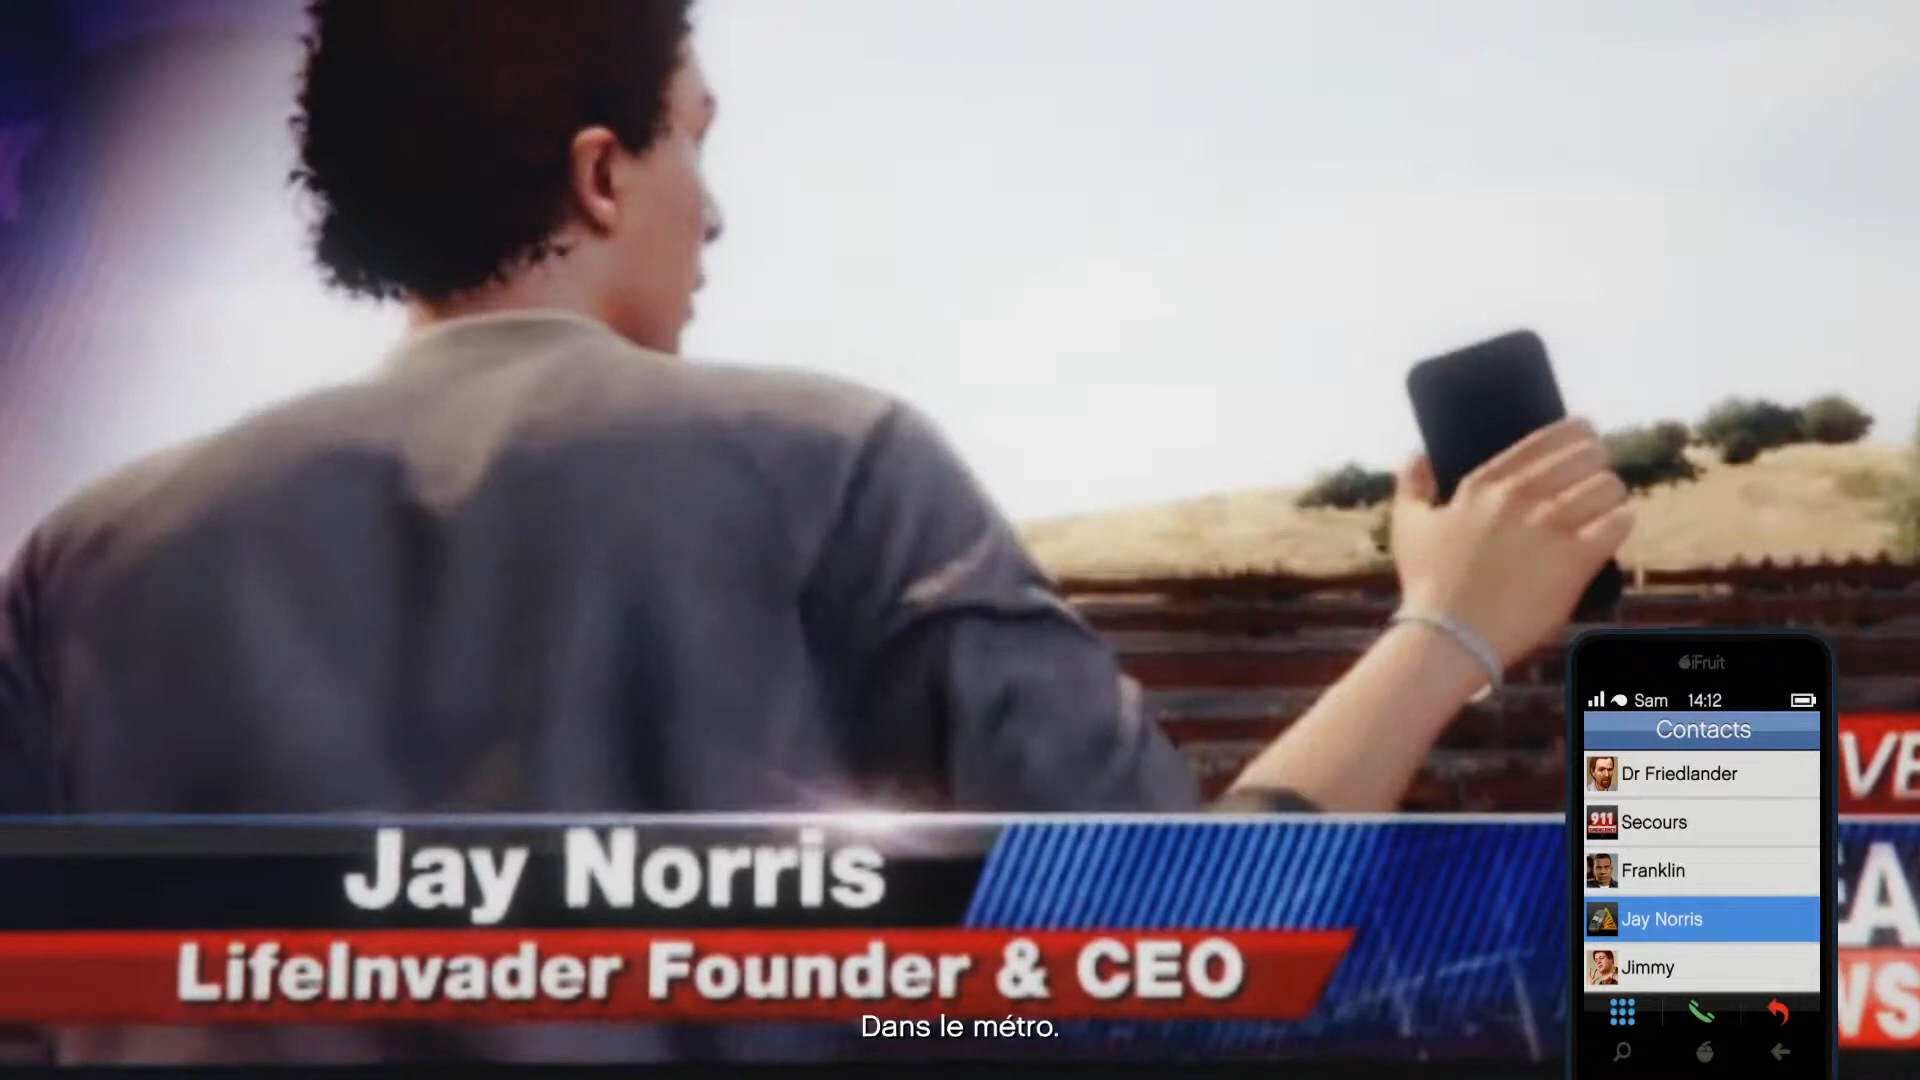 Jay Norris
LifeInvader Founder & CEO
Dans le métro.
iFruit
Sam 14:12
Contacts
Dr Friedlander
911
EMERGENCY
Secours
Franklin
Jay Norris
Jimmy